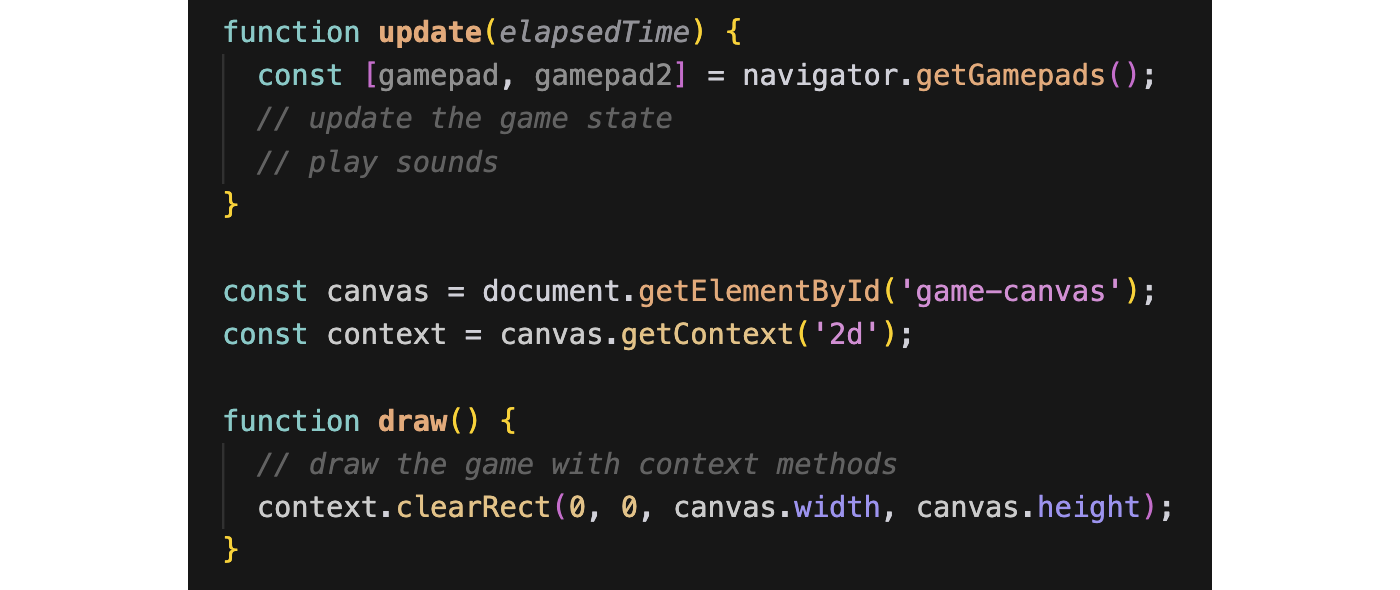 function update(elapsedTime) {
const [gamepad, gamepad2] = navigator.getGamepads();
// update the game state
// play sounds
}
const canvas = document.getElementById('game-canvas');
const context = canvas.getContext('2d');
function draw() {
// draw the game with context methods
context.clearRect(0, 0, canvas.width, canvas.height);
}